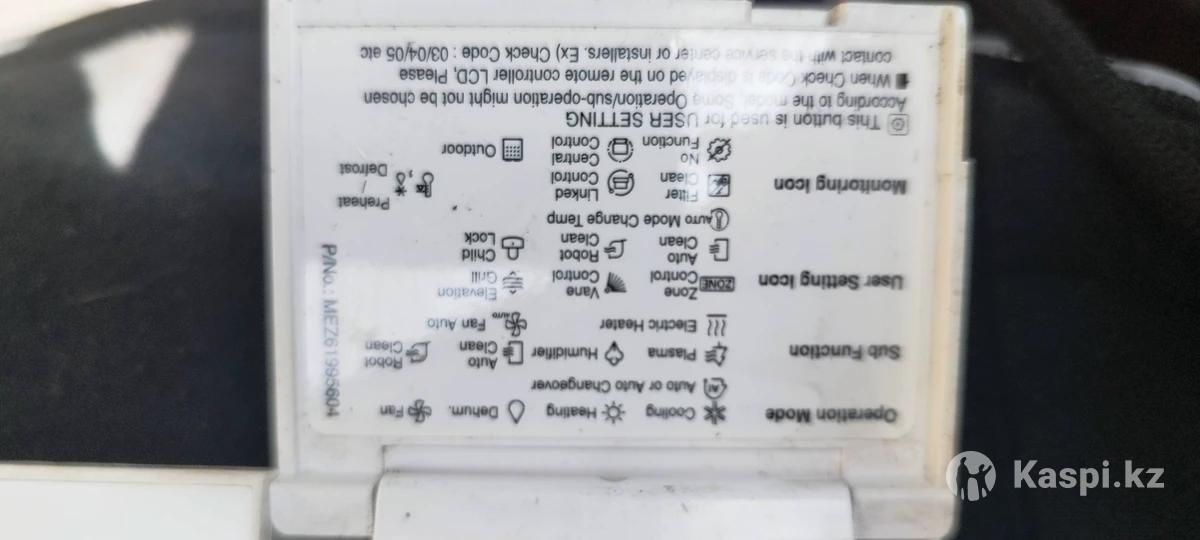 Operation Mode
Cooling
Heating
Dehum.
Fan
AI
Auto or Auto Changeover
Sub Function
Plasma
Humidifier
Auto Clean
Robot Clean
Electric Heater
AUTO
Fan Auto
User Setting Icon
ZONE
Zone Control
Vane Control
Elevation Grill
Auto Clean
Robot Clean
Child Lock
AUTO Mode Change Temp
Monitoring Icon
Filter Clean
Linked Control
Preheat / Defrost
No Function
Central Control
Outdoor
This button is used for USER SETTING
According to the model, Some Operation/sub-operation might not be chosen
When Check Code is displayed on the remote controller LCD, Please
contact with the service center or installers. Ex) Check Code : 03/04/05 etc
P/No.: MEZ61995604
Kaspi.kz